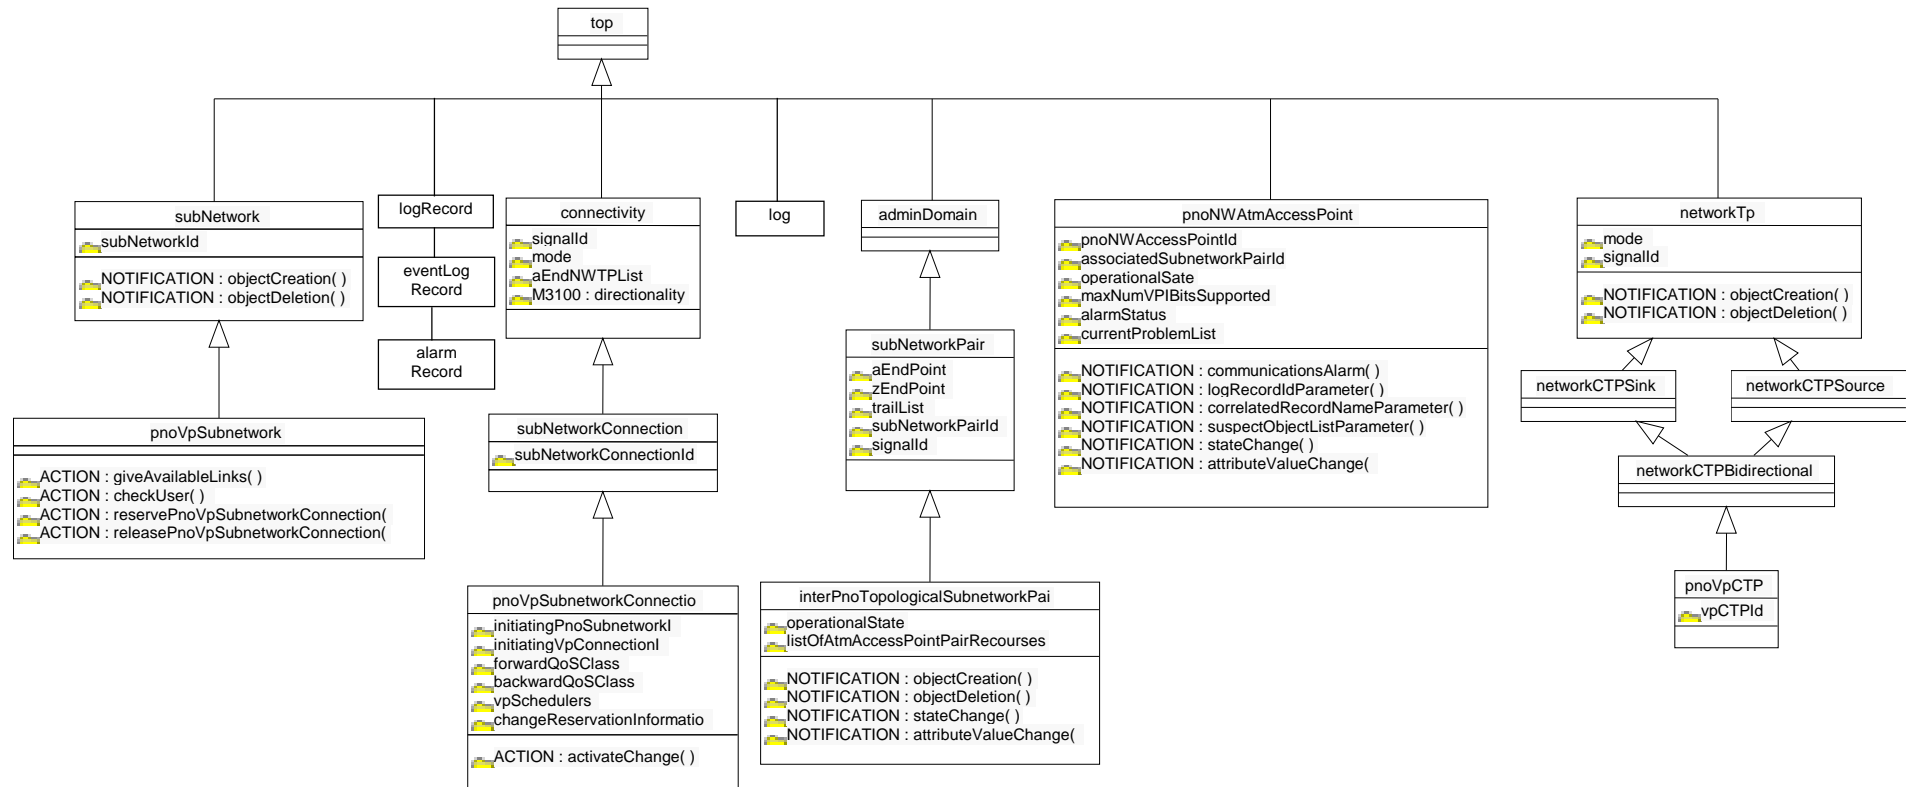 top
subNetwork
subNetworkId
NOTIFICATION : objectCreation( )
NOTIFICATION : objectDeletion( )
pnoVpSubnetwork
ACTION : giveAvailableLinks( )
ACTION : checkUser( )
ACTION : reservePnoVpSubnetworkConnection(
ACTION : releasePnoVpSubnetworkConnection(
logRecord
eventLog
Record
alarm
Record
connectivity
signalId
mode
aEndNWTPList
M3100 : directionality
subNetworkConnection
subNetworkConnectionId
pnoVpSubnetworkConnectio
initiatingPnoSubnetworkI
initiatingVpConnectionI
forwardQoSClass
backwardQoSClass
vpSchedulers
changeReservationInformatio
ACTION : activateChange( )
log
adminDomain
subNetworkPair
aEndPoint
zEndPoint
trailList
subNetworkPairId
signalId
interPnoTopologicalSubnetworkPai
operationalState
listOfAtmAccessPointPairRecourses
NOTIFICATION : objectCreation( )
NOTIFICATION : objectDeletion( )
NOTIFICATION : stateChange( )
NOTIFICATION : attributeValueChange(
pnoNWAtmAccessPoint
pnoNWAccessPointId
associatedSubnetworkPairId
operationalSate
maxNumVPIBitsSupported
alarmStatus
currentProblemList
NOTIFICATION : communicationsAlarm( )
NOTIFICATION : logRecordIdParameter( )
NOTIFICATION : correlatedRecordNameParameter( )
NOTIFICATION : suspectObjectListParameter( )
NOTIFICATION : stateChange( )
NOTIFICATION : attributeValueChange(
networkTp
mode
signalId
NOTIFICATION : objectCreation( )
NOTIFICATION : objectDeletion( )
networkCTPSink
networkCTPSource
networkCTPBidirectional
pnoVpCTP
vpCTPId